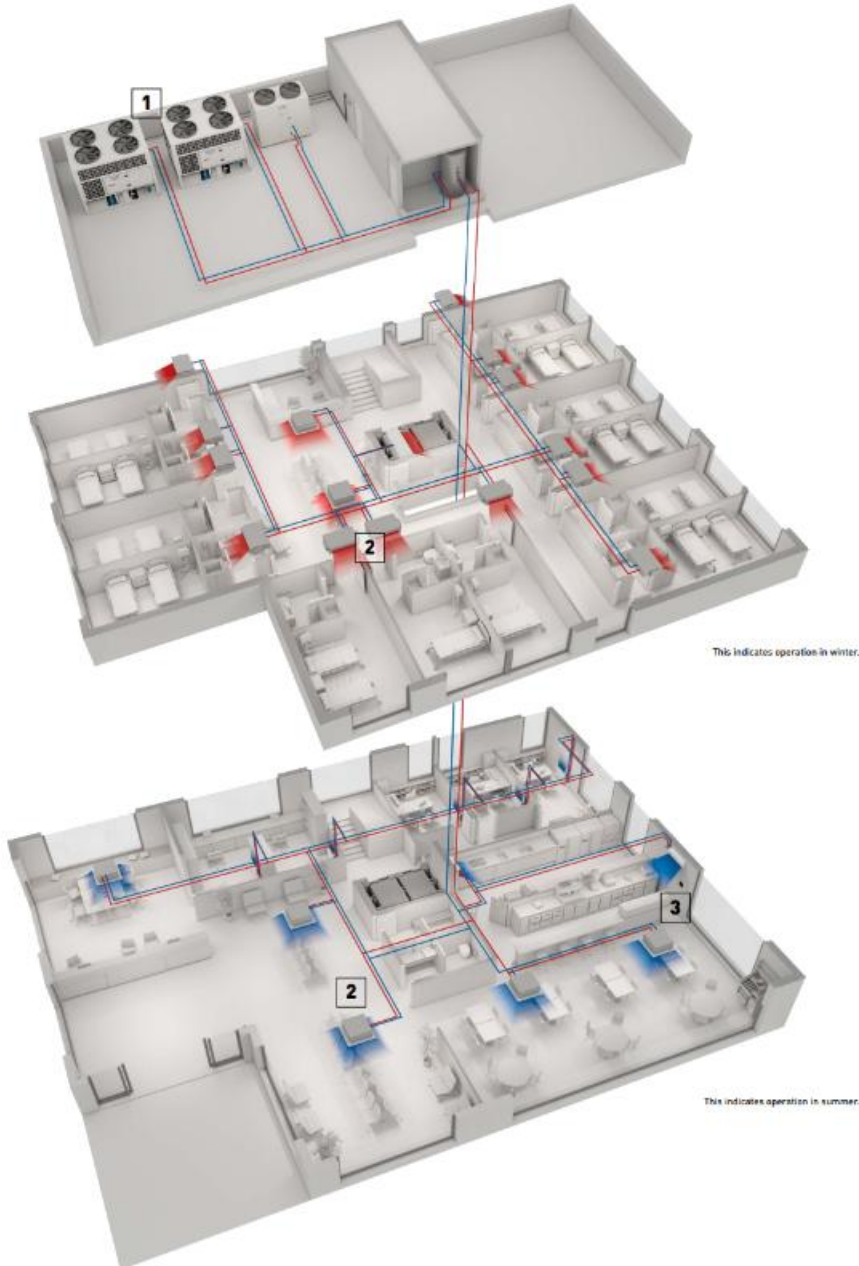 1
2
This indicates operation in winter.
3
2
This indicates operation in summer.